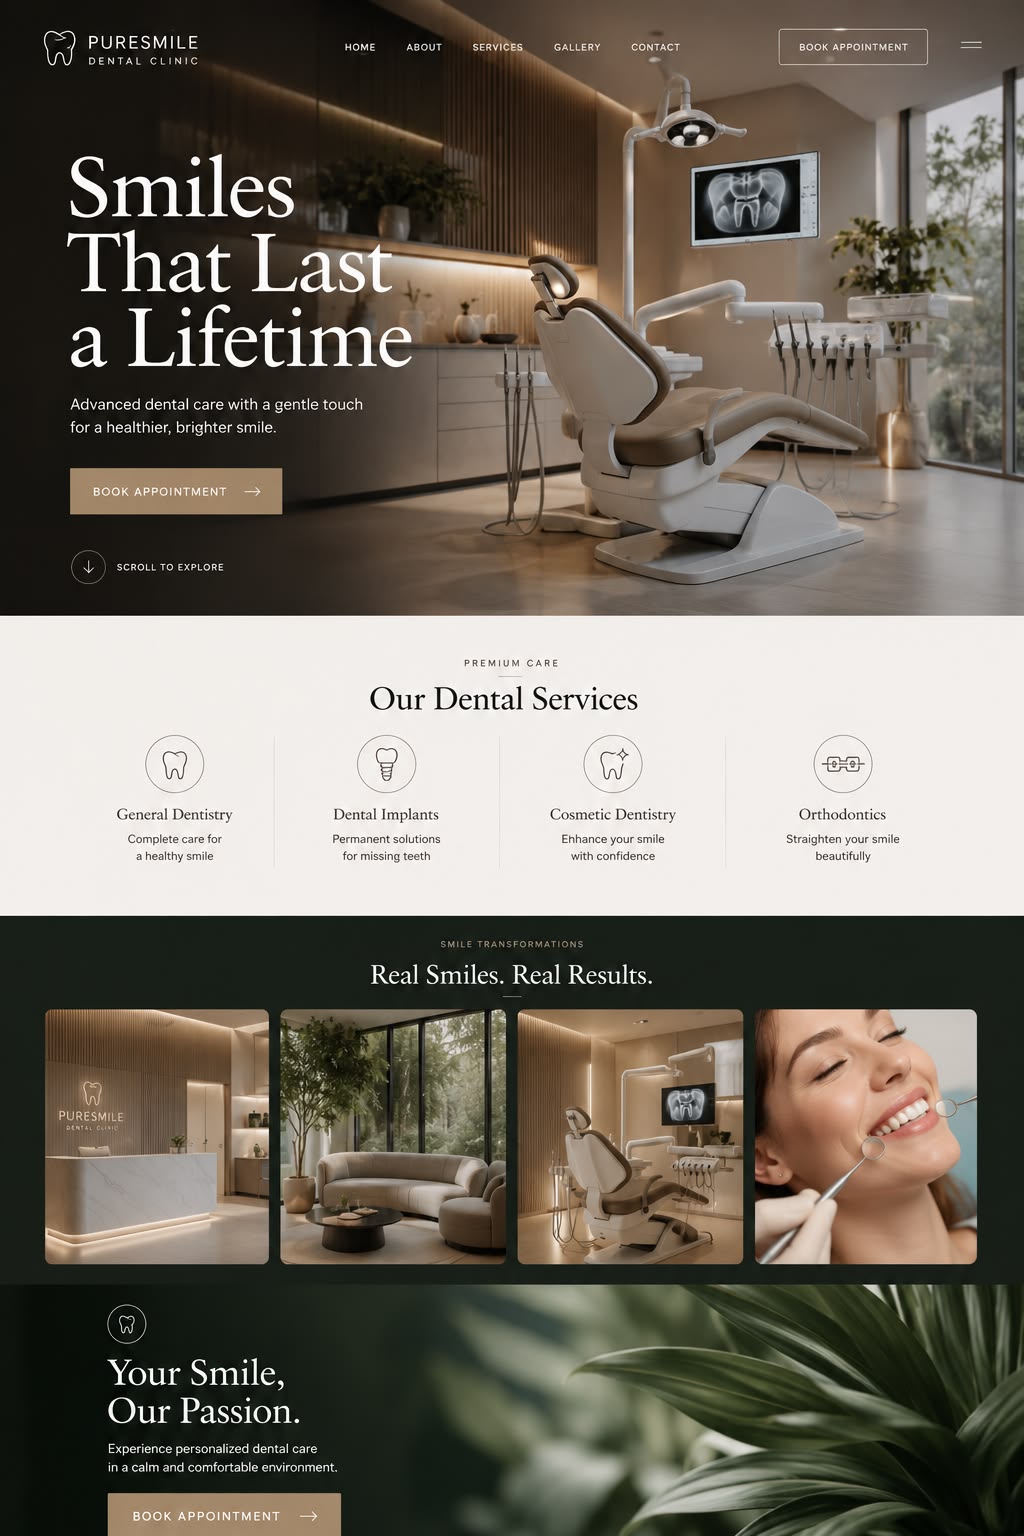 PURESMILE
DENTAL CLINIC
HOME
ABOUT
SERVICES
GALLERY
CONTACT
BOOK APPOINTMENT
Smiles
That Last
a Lifetime
Advanced dental care with a gentle touch
for a healthier, brighter smile.
BOOK APPOINTMENT
SCROLL TO EXPLORE
PREMIUM CARE
Our Dental Services
General Dentistry
Complete care for
a healthy smile
Dental Implants
Permanent solutions
for missing teeth
Cosmetic Dentistry
Enhance your smile
with confidence
Orthodontics
Straighten your smile
beautifully
SMILE TRANSFORMATIONS
Real Smiles. Real Results.
PURESMILE
DENTAL CLINIC
Your Smile,
Our Passion.
Experience personalized dental care
in a calm and comfortable environment.
BOOK APPOINTMENT